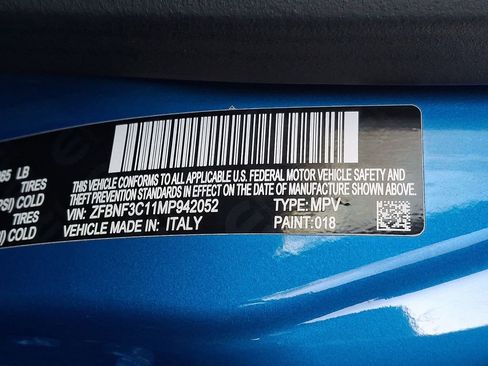 085 LB
TIRES
PSI) COLD
TIRES
SI) COLD
THIS VEHICLE CONFORMS TO ALL APPLICABLE U.S. FEDERAL MOTOR VEHICLE SAFETY
AND THEFT PREVENTION STANDARDS IN EFFECT ON THE DATE OF MANUFACTURE SHOWN ABOVE.
VIN: ZFBNF3C11MP942052 TYPE: MPV
VEHICLE MADE IN: ITALY PAINT:018